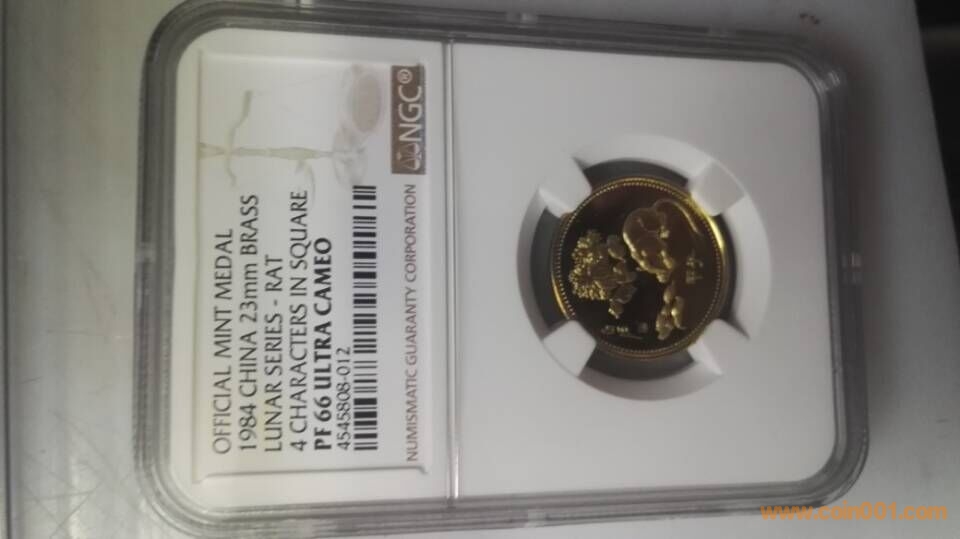 OFFICIAL MINT MEDAL
1984 CHINA 23mm BRASS
LUNAR SERIES - RAT
4 CHARACTERS IN SQUARE
PF 66 ULTRA CAMEO
4545808-012
NGC®
NUMISMATIC GUARANTY CORPORATION
www.coin001.com